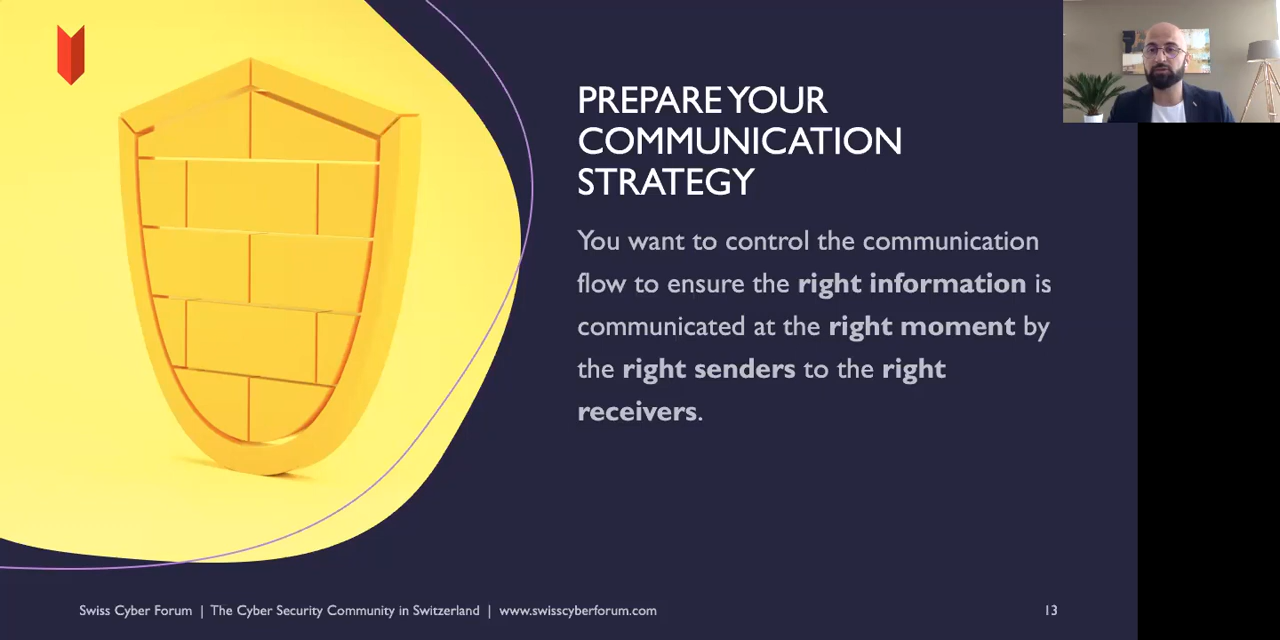 PREPARE YOUR
COMMUNICATION
STRATEGY
You want to control the communication
flow to ensure the right information is
communicated at the right moment by
the right senders to the right
receivers.
Swiss Cyber Forum | The Cyber Security Community in Switzerland | www.swisscyberforum.com
13